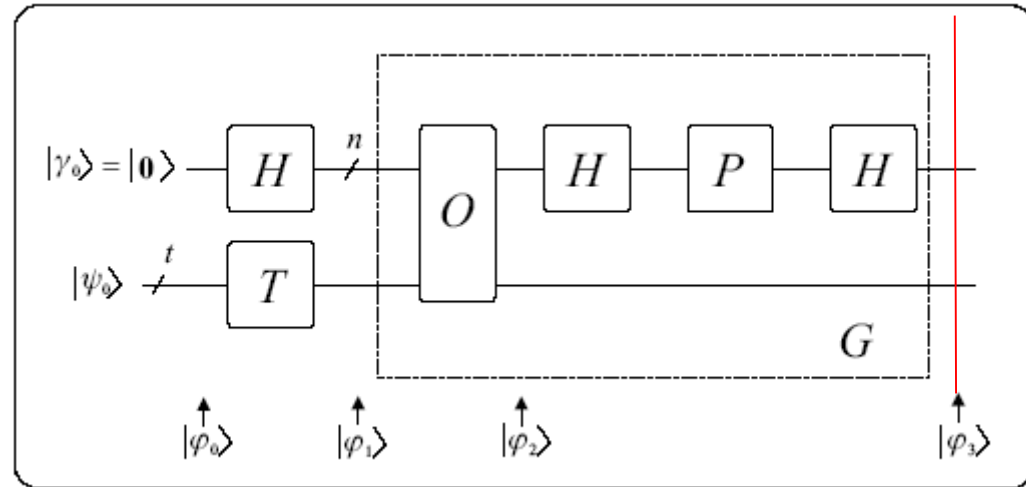 n
|γ₀⟩ = |0⟩ H O H P H
t
|ψ₀⟩ T
G
|φ₀⟩ |φ₁⟩ |φ₂⟩ |φ₃⟩